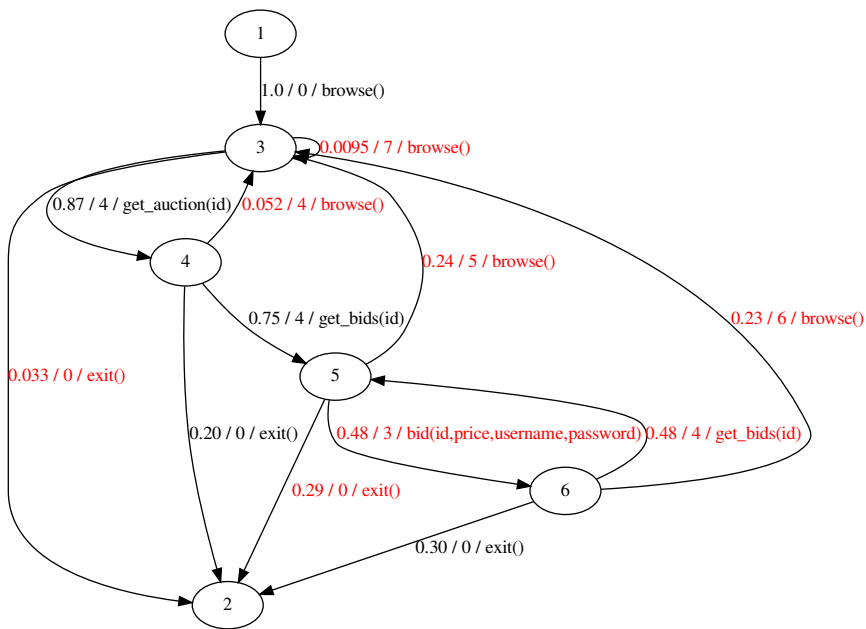 1
1.0 / 0 / browse()
3
0.0095 / 7 / browse()
0.87 / 4 / get_auction(id)
0.052 / 4 / browse()
4
0.24 / 5 / browse()
0.75 / 4 / get_bids(id)
0.23 / 6 / browse()
0.033 / 0 / exit()
5
0.20 / 0 / exit()
0.48 / 3 / bid(id,price,username,password)
0.48 / 4 / get_bids(id)
0.29 / 0 / exit()
6
0.30 / 0 / exit()
2